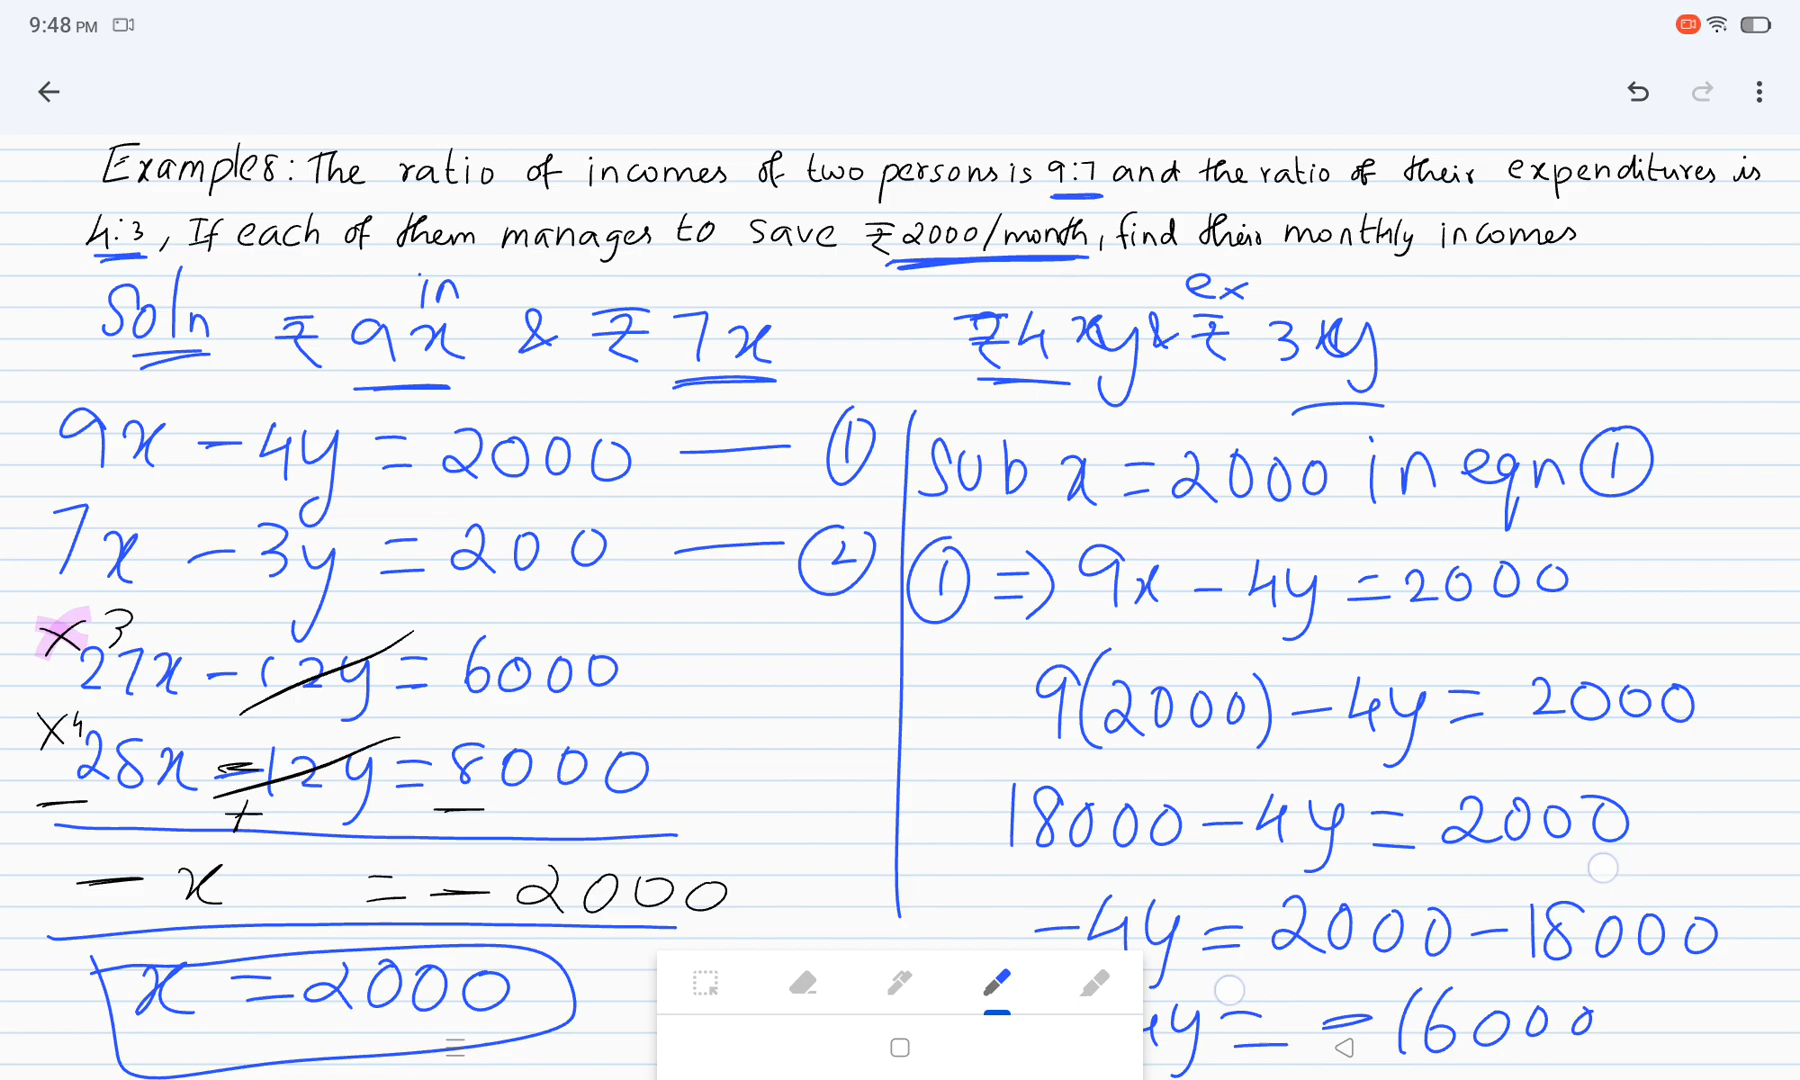 9:48 PM
Example8: The ratio of incomes of two persons is 9:7 and the ratio of their expenditures is
4:3, If each of them manages to save ₹2000/month, find their monthly incomes
in
ex
Soln ₹ 9x & ₹ 7x
₹4y & ₹ 3y
9x - 4y = 2000 — ①
7x - 3y = 200 0 — ②
×3
27x - 12y = 6000
×4
28x - 12y = 8000
- + -
- x = - 2000
x = 2000
Sub x = 2000 in eqn ①
① ⇒ 9x - 4y = 2000
9(2000) - 4y = 2000
18000 - 4y = 2000
-4y = 2000 - 18000
4y = -16000